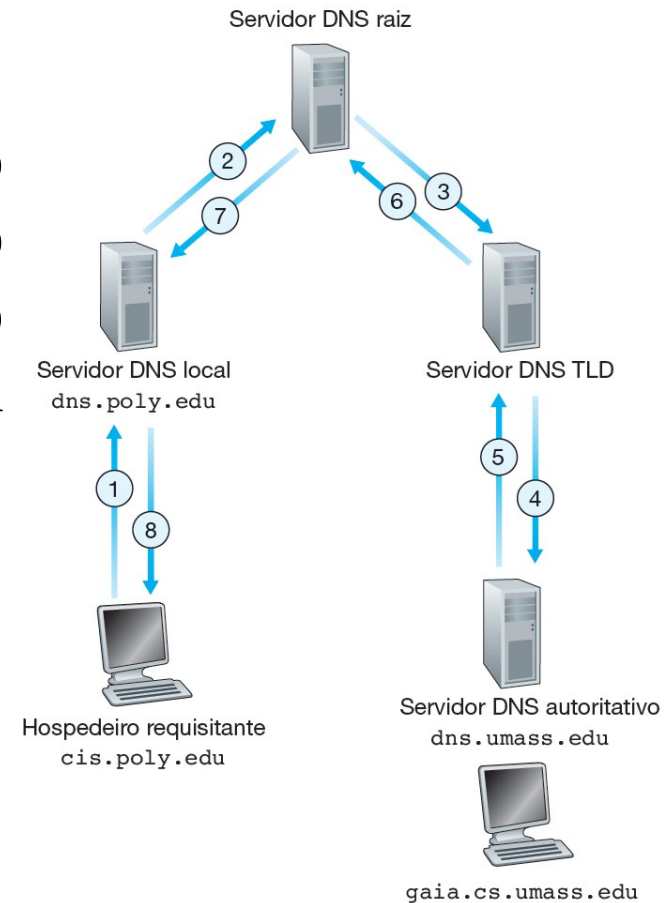 Servidor DNS raiz
2
3
6
7
Servidor DNS local
dns.poly.edu
Servidor DNS TLD
1
8
5
4
Hospedeiro requisitante
cis.poly.edu
Servidor DNS autoritativo
dns.umass.edu
gaia.cs.umass.edu